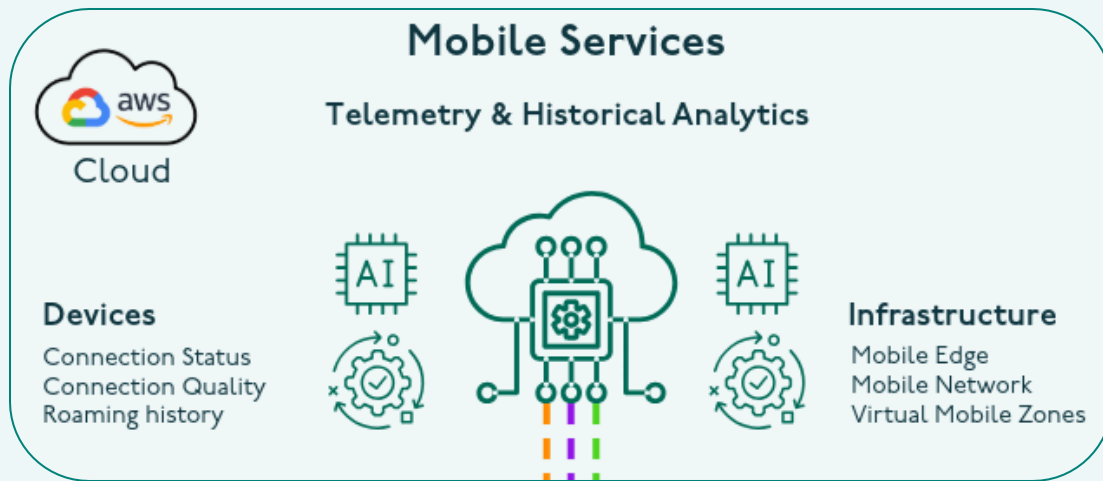 Mobile Services
aws
Telemetry & Historical Analytics
Cloud
AI
AI
Devices
Connection Status
Connection Quality
Roaming history
Infrastructure
Mobile Edge
Mobile Network
Virtual Mobile Zones